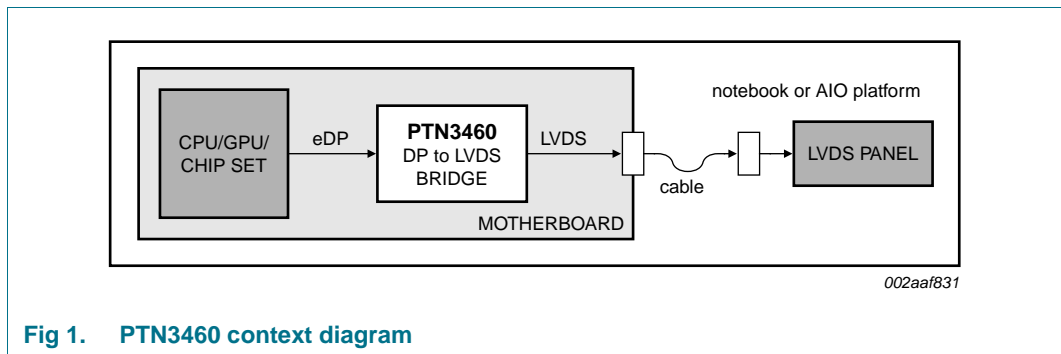 notebook or AIO platform
CPU/GPU/
CHIP SET
eDP
PTN3460
DP to LVDS
BRIDGE
LVDS
cable
LVDS PANEL
MOTHERBOARD
002aaf831
Fig 1. PTN3460 context diagram